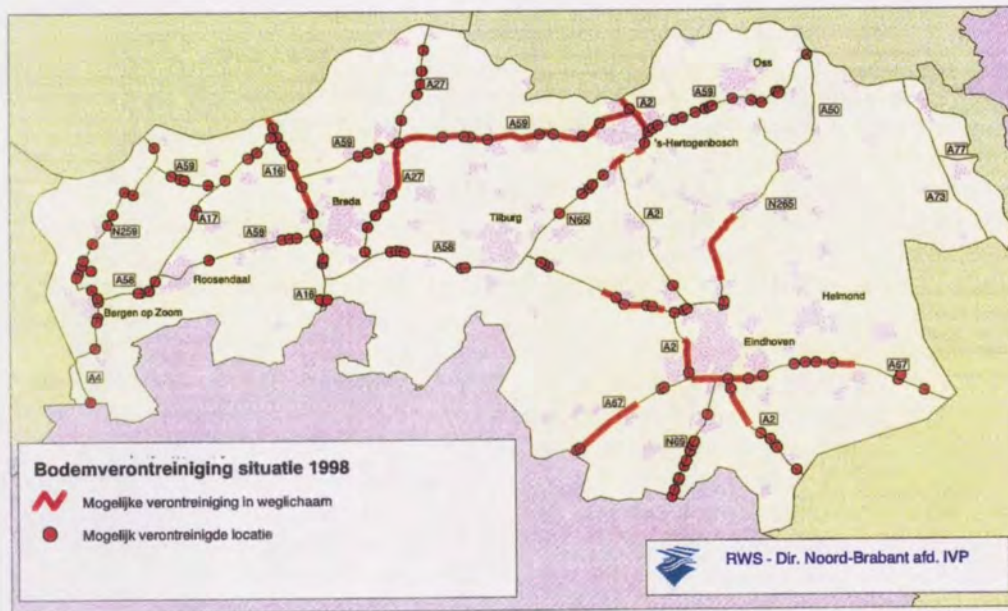 A27
Oss
A2
A59
A59
A50
A59
A59
's-Hertogenbosch
A77
A16
A27
A73
A17
Breda
N265
N259
A58
Tilburg
N65
A2
A58
A58
Roosendaal
A16
Helmond
Bergen op Zoom
A2
Eindhoven
A67
A4
A67
A2
N69
Bodemverontreiniging situatie 1998
Mogelijke verontreiniging in weglichaam
Mogelijk verontreinigde locatie
RWS - Dir. Noord-Brabant afd. IVP